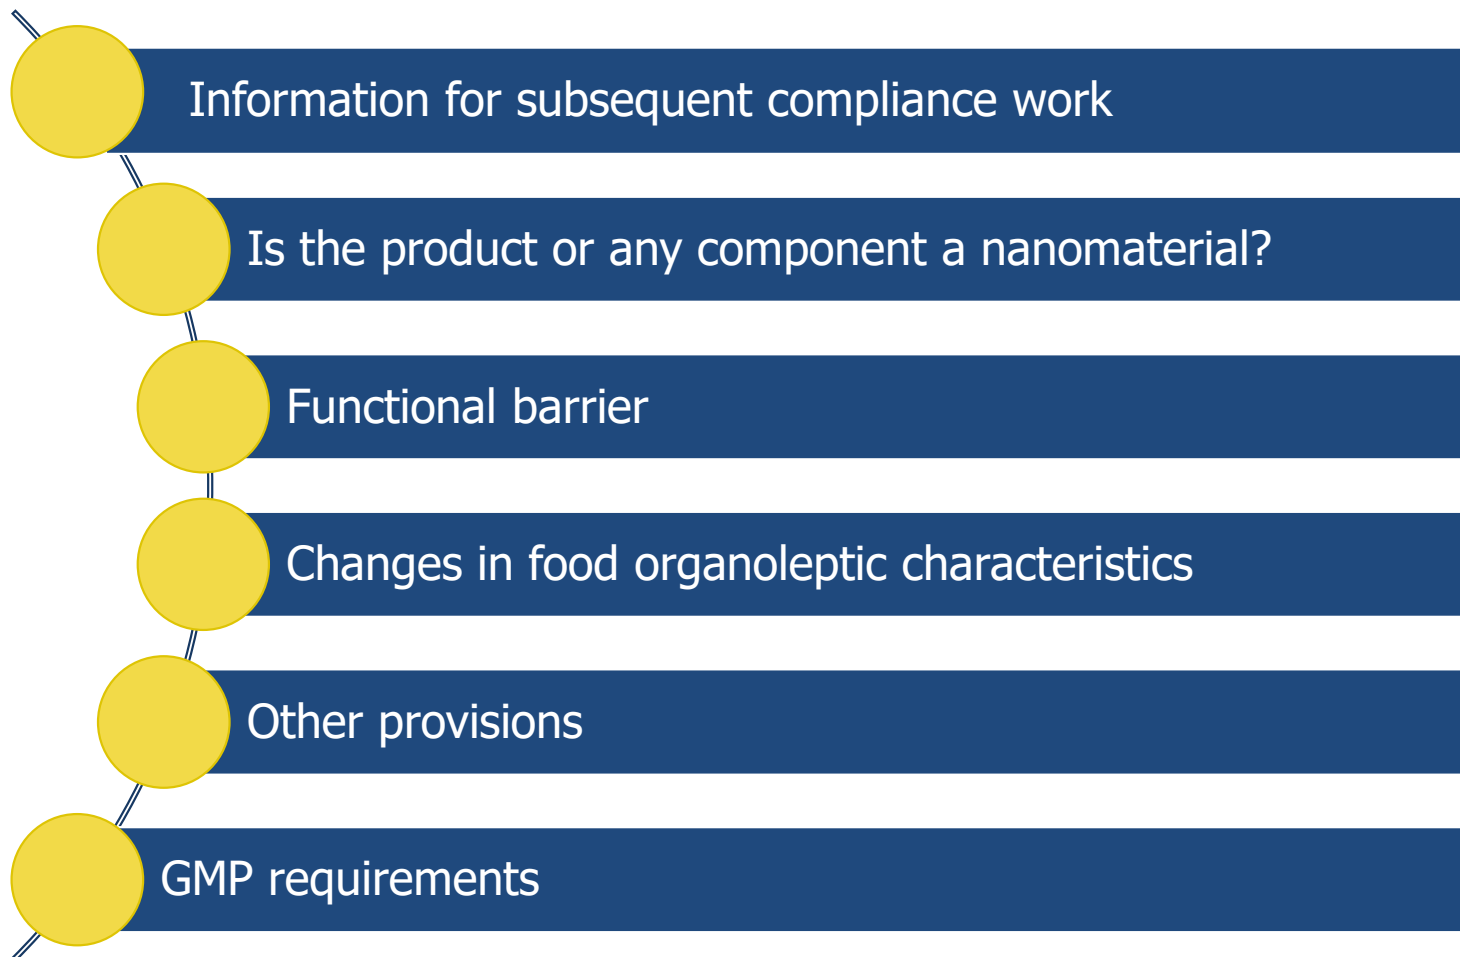 Information for subsequent compliance work
Is the product or any component a nanomaterial?
Functional barrier
Changes in food organoleptic characteristics
Other provisions
GMP requirements